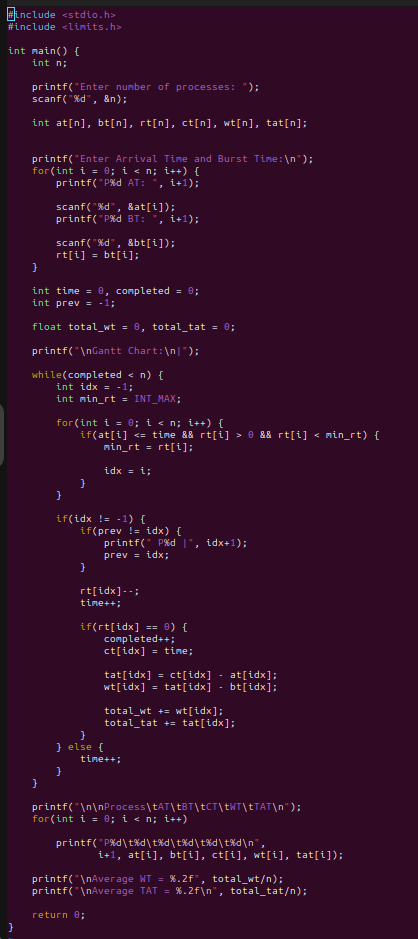 #include <stdio.h>
#include <limits.h>

int main() {
    int n;

    printf("Enter number of processes: ");
    scanf("%d", &n);

    int at[n], bt[n], rt[n], ct[n], wt[n], tat[n];


    printf("Enter Arrival Time and Burst Time:\n");
    for(int i = 0; i < n; i++) {
        printf("P%d AT: ", i+1);

        scanf("%d", &at[i]);
        printf("P%d BT: ", i+1);

        scanf("%d", &bt[i]);
        rt[i] = bt[i];
    }

    int time = 0, completed = 0;
    int prev = -1;

    float total_wt = 0, total_tat = 0;

    printf("\nGantt Chart:\n|");

    while(completed < n) {
        int idx = -1;
        int min_rt = INT_MAX;

        for(int i = 0; i < n; i++) {
            if(at[i] <= time && rt[i] > 0 && rt[i] < min_rt) {
                min_rt = rt[i];

                idx = i;
            }
        }

        if(idx != -1) {
            if(prev != idx) {
                printf(" P%d |", idx+1);
                prev = idx;
            }

            rt[idx]--;
            time++;

            if(rt[idx] == 0) {
                completed++;
                ct[idx] = time;

                tat[idx] = ct[idx] - at[idx];
                wt[idx] = tat[idx] - bt[idx];

                total_wt += wt[idx];
                total_tat += tat[idx];
            }
        } else {
            time++;
        }
    }

    printf("\n\nProcess\tAT\tBT\tCT\tWT\tTAT\n");
    for(int i = 0; i < n; i++)

        printf("P%d\t%d\t%d\t%d\t%d\t%d\n",
               i+1, at[i], bt[i], ct[i], wt[i], tat[i]);

    printf("\nAverage WT = %.2f", total_wt/n);
    printf("\nAverage TAT = %.2f\n", total_tat/n);

    return 0;
}